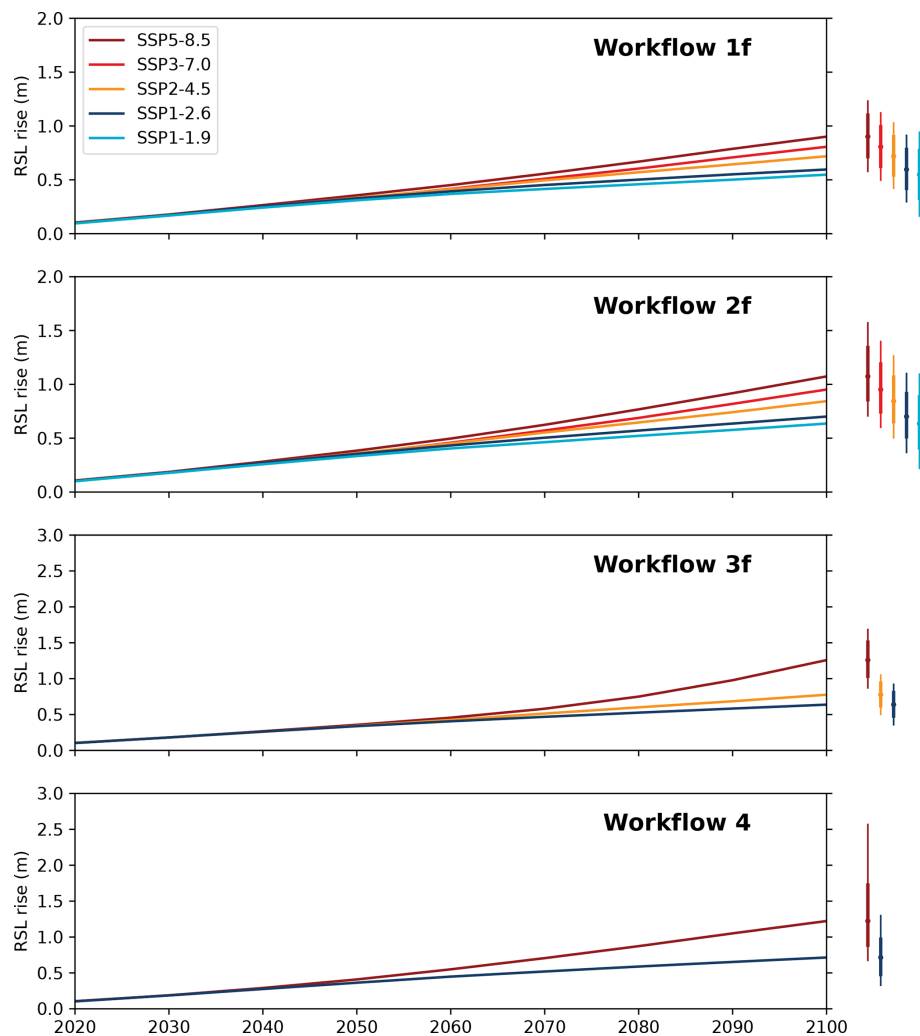 2.0
1.5
1.0
0.5
0.0
RSL rise (m)
SSP5-8.5
SSP3-7.0
SSP2-4.5
SSP1-2.6
SSP1-1.9
Workflow 1f
2.0
1.5
1.0
0.5
0.0
RSL rise (m)
Workflow 2f
3.0
2.5
2.0
1.5
1.0
0.5
0.0
RSL rise (m)
Workflow 3f
3.0
2.5
2.0
1.5
1.0
0.5
0.0
RSL rise (m)
Workflow 4
2020 2030 2040 2050 2060 2070 2080 2090 2100